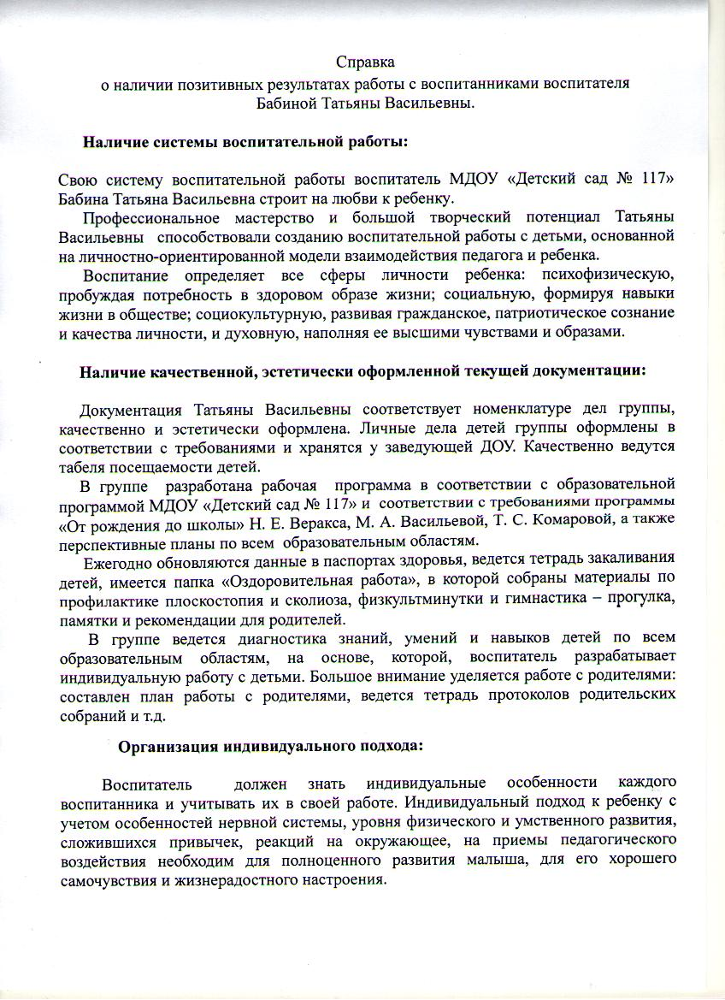 Справка
о наличии позитивных результатах работы с воспитанниками воспитателя
Бабиной Татьяны Васильевны.
Наличие системы воспитательной работы:
Свою систему воспитательной работы воспитатель МДОУ «Детский сад № 117»
Бабина Татьяна Васильевна строит на любви к ребенку.
Профессиональное мастерство и большой творческий потенциал Татьяны
Васильевны способствовали созданию воспитательной работы с детьми, основанной
на личностно-ориентированной модели взаимодействия педагога и ребенка.
Воспитание определяет все сферы личности ребенка: психофизическую,
пробуждая потребность в здоровом образе жизни; социальную, формируя навыки
жизни в обществе; социокультурную, развивая гражданское, патриотическое сознание
и качества личности, и духовную, наполняя ее высшими чувствами и образами.
Наличие качественной, эстетически оформленной текущей документации:
Документация Татьяны Васильевны соответствует номенклатуре дел группы,
качественно и эстетически оформлена. Личные дела детей группы оформлены в
соответствии с требованиями и хранятся у заведующей ДОУ. Качественно ведутся
табеля посещаемости детей.
В группе разработана рабочая программа в соответствии с образовательной
программой МДОУ «Детский сад № 117» и соответствии с требованиями программы
«От рождения до школы» Н. Е. Веракса, М. А. Васильевой, Т. С. Комаровой, а также
перспективные планы по всем образовательным областям.
Ежегодно обновляются данные в паспортах здоровья, ведется тетрадь закаливания
детей, имеется папка «Оздоровительная работа», в которой собраны материалы по
профилактике плоскостопия и сколиоза, физкультминутки и гимнастика – прогулка,
памятки и рекомендации для родителей.
В группе ведется диагностика знаний, умений и навыков детей по всем
образовательным областям, на основе, которой, воспитатель разрабатывает
индивидуальную работу с детьми. Большое внимание уделяется работе с родителями:
составлен план работы с родителями, ведется тетрадь протоколов родительских
собраний и т.д.
Организация индивидуального подхода:
Воспитатель должен знать индивидуальные особенности каждого
воспитанника и учитывать их в своей работе. Индивидуальный подход к ребенку с
учетом особенностей нервной системы, уровня физического и умственного развития,
сложившихся привычек, реакций на окружающее, на приемы педагогического
воздействия необходим для полноценного развития малыша, для его хорошего
самочувствия и жизнерадостного настроения.